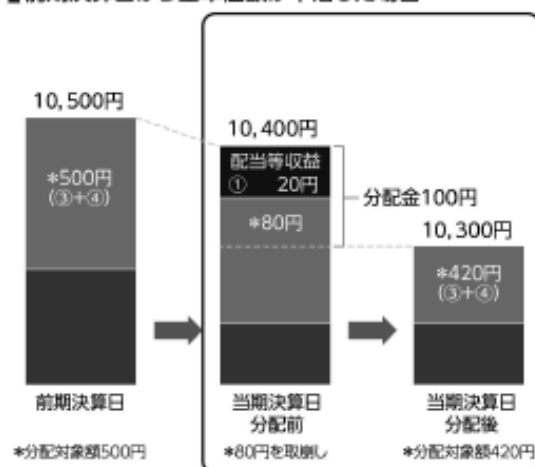 10,500円
*500円
(③+④)
前期決算日
*分配対象額500円
10,400円
配当等収益
① 20円
*80円
分配金100円
当期決算日
分配前
*80円を取崩し
10,300円
*420円
(③+④)
当期決算日
分配後
*分配対象額420円